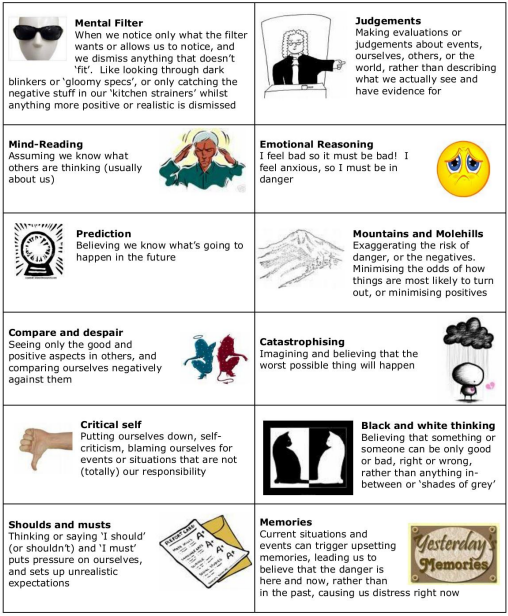 Mental Filter
When we notice only what the filter
wants or allows us to notice, and
we dismiss anything that doesn't
'fit'. Like looking through dark
blinkers or 'gloomy specs', or only catching the
negative stuff in our 'kitchen strainers' whilst
anything more positive or realistic is dismissed
Judgements
Making evaluations or
judgements about events,
ourselves, others, or the
world, rather than describing
what we actually see and
have evidence for
Mind-Reading
Assuming we know what
others are thinking (usually
about us)
Emotional Reasoning
I feel bad so it must be bad! I
feel anxious, so I must be in
danger
Prediction
Believing we know what's going to
happen in the future
Mountains and Molehills
Exaggerating the risk of
danger, or the negatives.
Minimising the odds of how
things are most likely to turn
out, or minimising positives
Compare and despair
Seeing only the good and
positive aspects in others, and
comparing ourselves negatively
against them
Catastrophising
Imagining and believing that the
worst possible thing will happen
Critical self
Putting ourselves down, self-
criticism, blaming ourselves for
events or situations that are not
(totally) our responsibility
Black and white thinking
Believing that something or
someone can be only good
or bad, right or wrong,
rather than anything in-
between or 'shades of grey'
Shoulds and musts
Thinking or saying 'I should'
(or shouldn't) and 'I must'
puts pressure on ourselves,
and sets up unrealistic
expectations
REPORT CARD
A+
A+
A+
Memories
Current situations and
events can trigger upsetting
memories, leading us to
believe that the danger is
here and now, rather than
in the past, causing us distress right now
Yesterday's
Memories